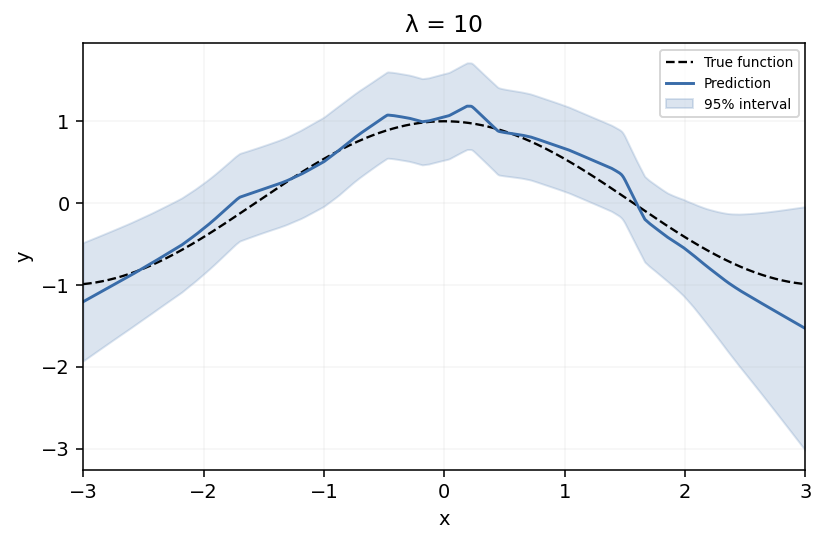 λ = 10
True function
Prediction
95% interval
y
1
0
−1
−2
−3
−3
−2
−1
0
1
2
3
x